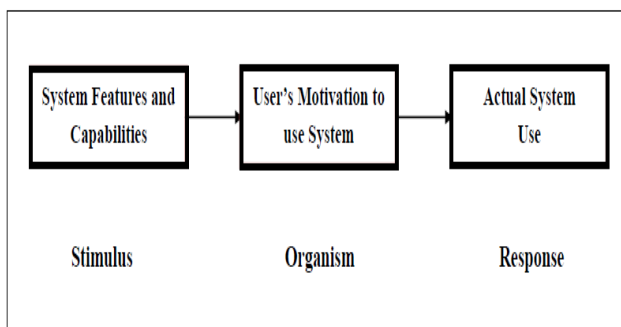 System Features and
Capabilities
User's Motivation to
use System
Actual System
Use
Stimulus
Organism
Response